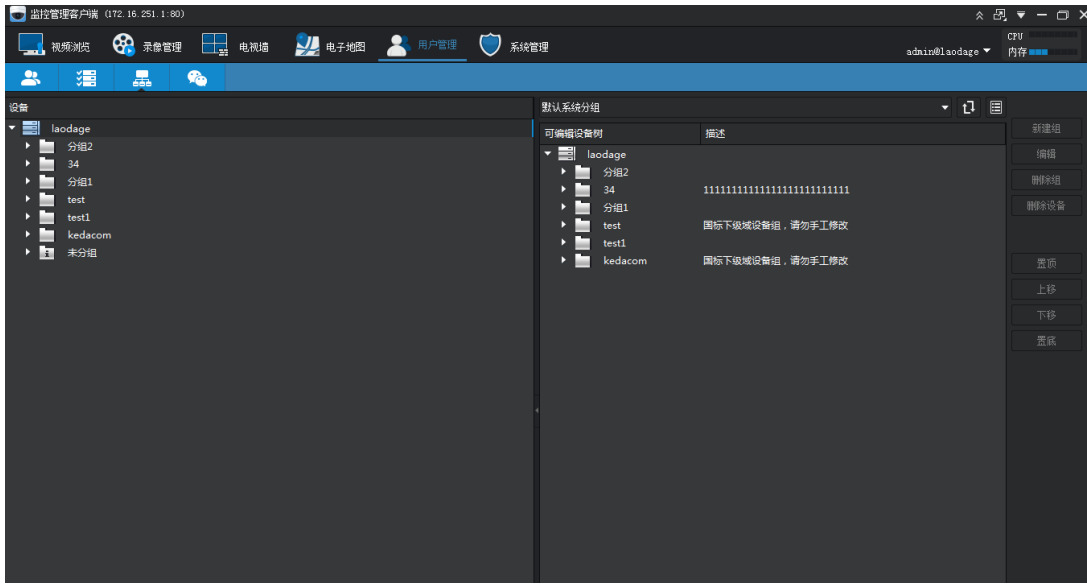 监控管理客户端 (172.16.251.1:80)
视频浏览 录像管理 电视墙 电子地图 用户管理 系统管理
admin@laodage
CPU
内存
设备
默认系统分组
laodage
分组2
34
分组1
test
test1
kedacom
未分组
可编辑设备树 描述
laodage
分组2
34 11111111111111111111111111
分组1
test 国标下级域设备组，请勿手工修改
test1
kedacom 国标下级域设备组，请勿手工修改
新建组
编辑
删除组
删除设备
置顶
上移
下移
置底